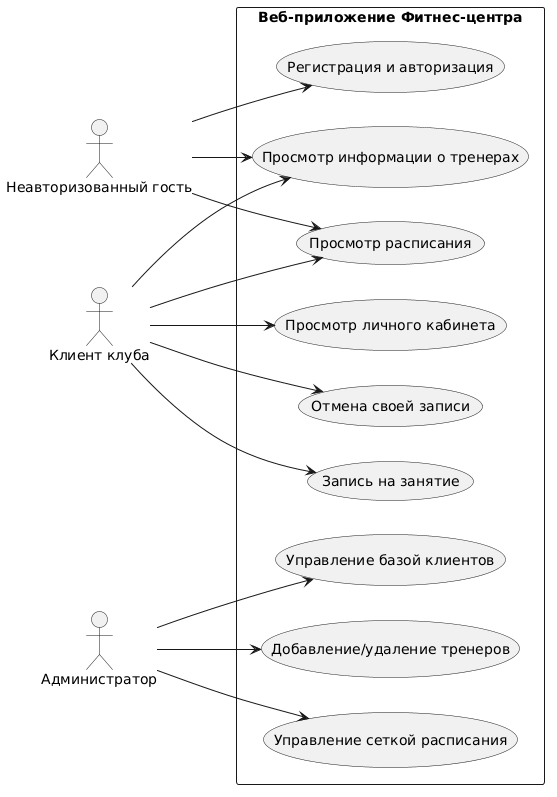 Веб-приложение Фитнес-центра
Регистрация и авторизация
Просмотр информации о тренерах
Неавторизованный гость
Просмотр расписания
Просмотр личного кабинета
Клиент клуба
Отмена своей записи
Запись на занятие
Управление базой клиентов
Добавление/удаление тренеров
Администратор
Управление сеткой расписания